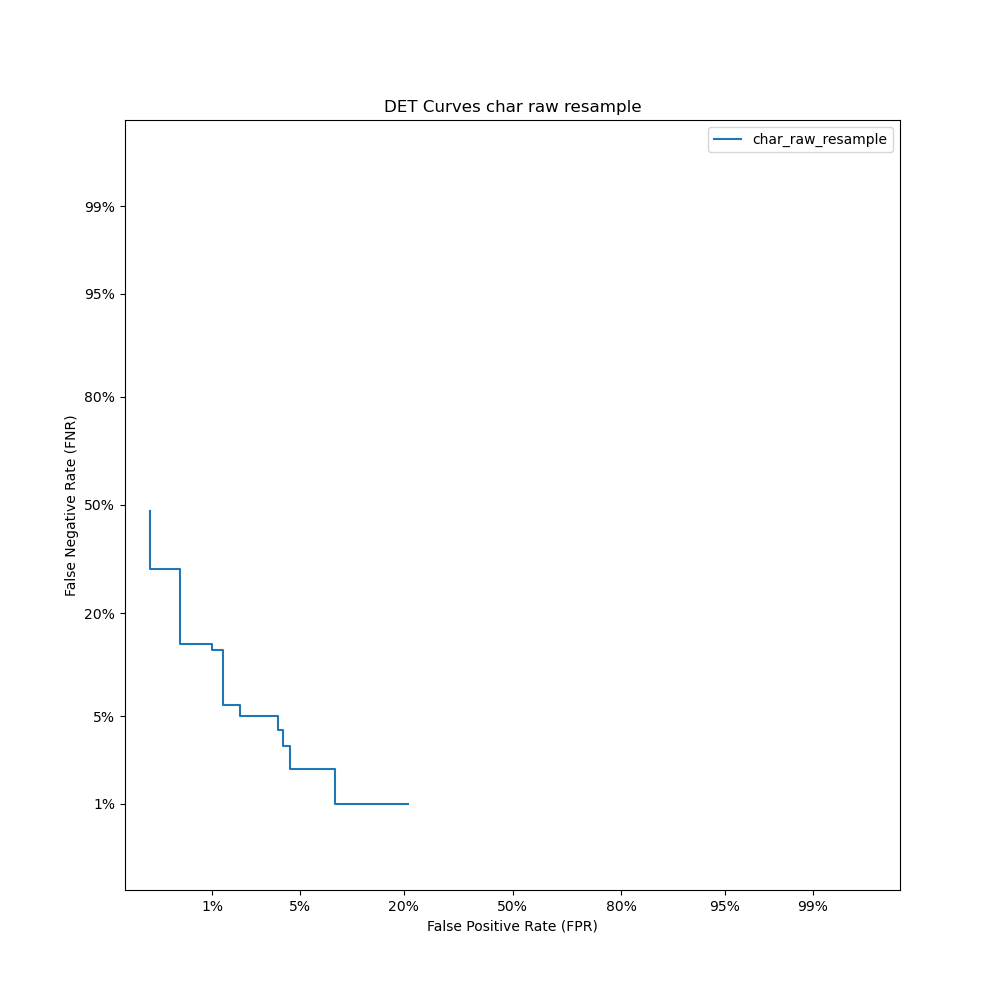 DET Curves char raw resample
char_raw_resample
99%
95%
80%
50%
20%
5%
1%
False Negative Rate (FNR)
1% 5% 20% 50% 80% 95% 99%
False Positive Rate (FPR)